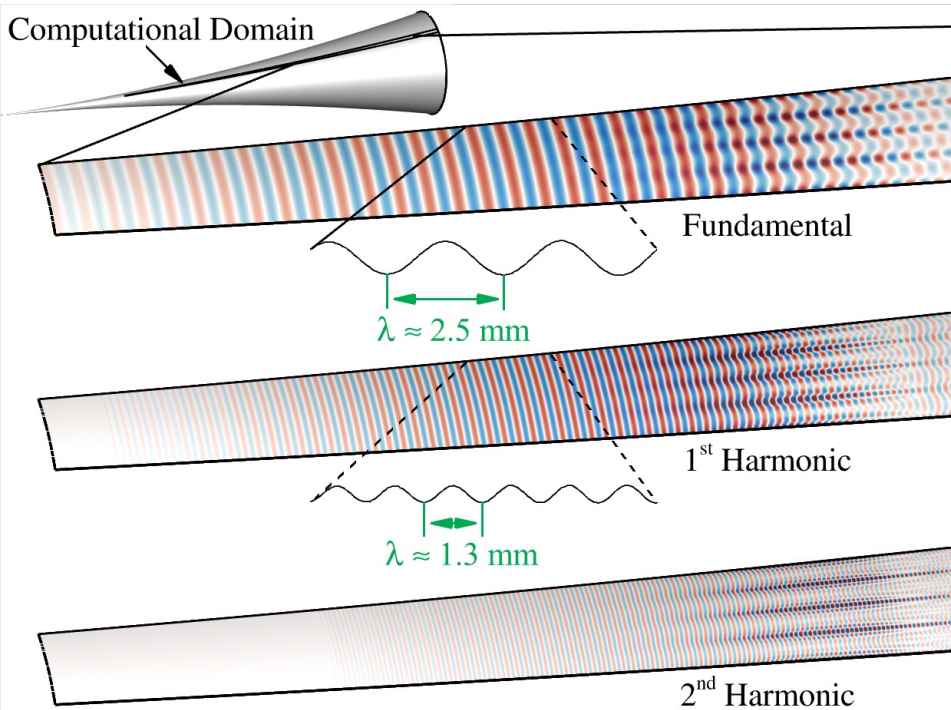 Computational Domain
Fundamental
λ ≈ 2.5 mm
1st Harmonic
λ ≈ 1.3 mm
2nd Harmonic